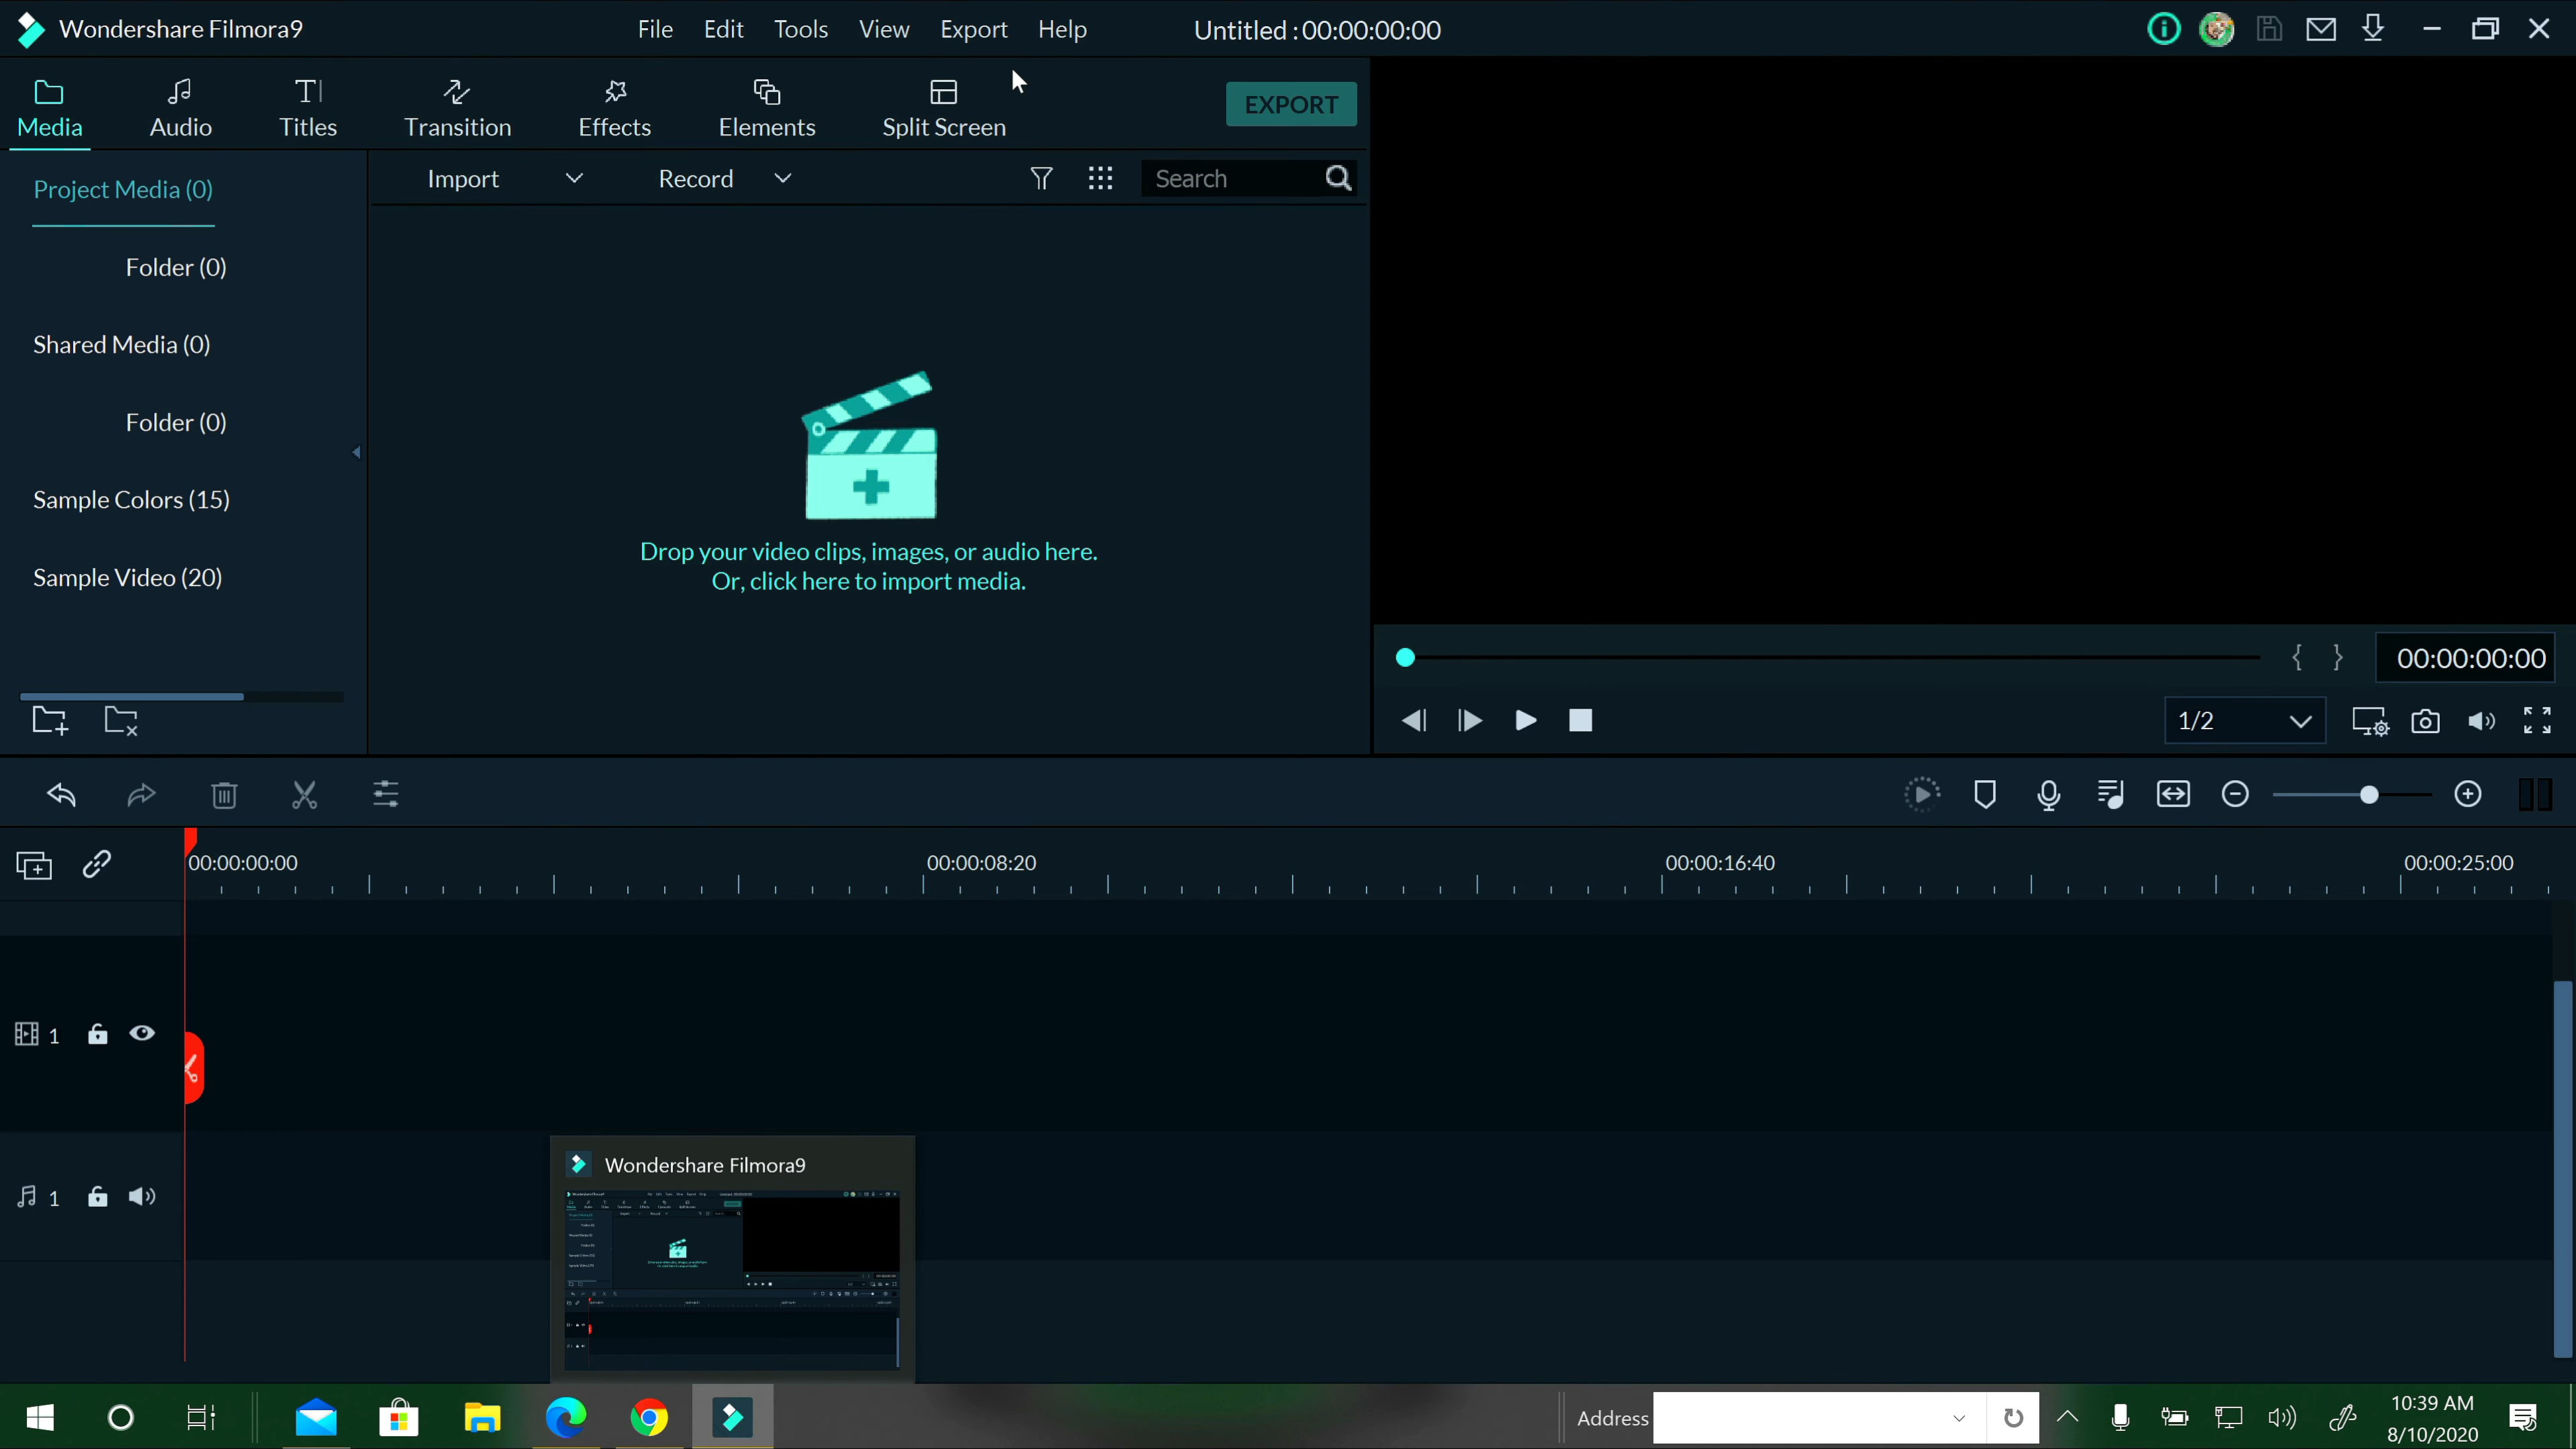 Wondershare Filmora9
File Edit Tools View Export Help
Untitled : 00:00:00:00
Media Audio Titles Transition Effects Elements Split Screen
EXPORT
Import Record Search
Project Media (0)
Folder (0)
Shared Media (0)
Folder (0)
Sample Colors (15)
Sample Video (20)
Drop your video clips, images, or audio here.
Or, click here to import media.
{ } 00:00:00:00
1/2
00:00:00:00 00:00:08:20 00:00:16:40 00:00:25:00
1
1
Wondershare Filmora9
Address
10:39 AM
8/10/2020